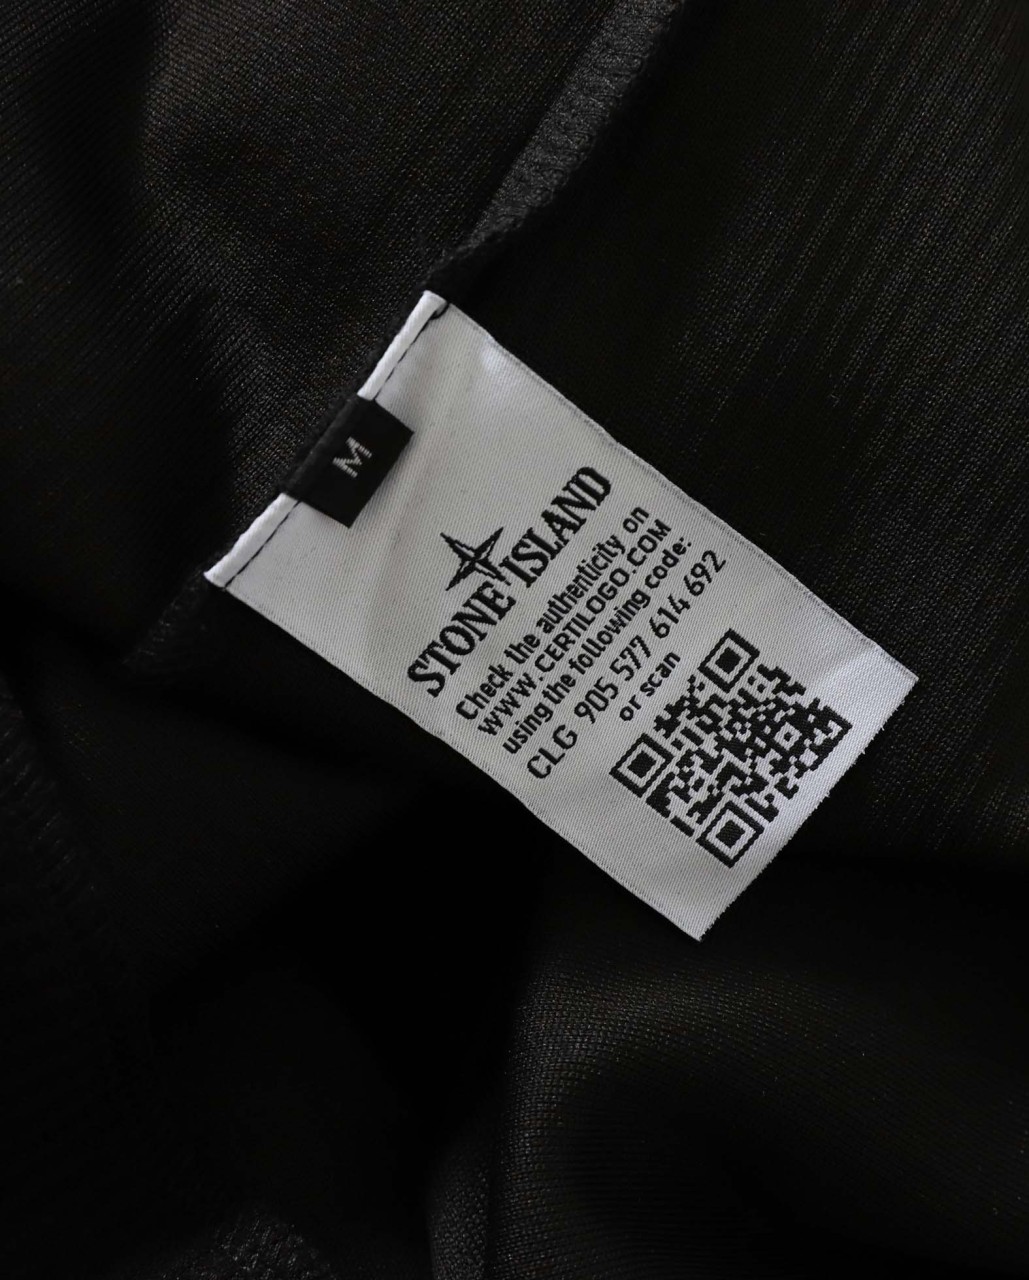 M
STONE ISLAND
Check the authenticity on
WWW.CERTILOGO.COM
using the following code:
CLG 905 577 614 692
or scan